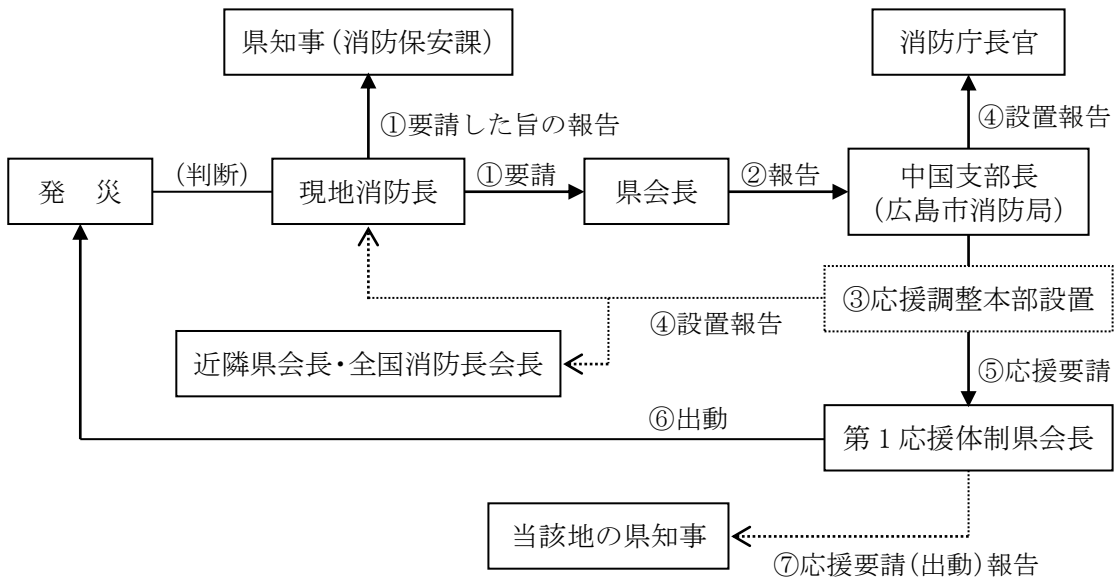 県知事(消防保安課)
消防庁長官
①要請した旨の報告
④設置報告
発　災
(判断)
現地消防長
①要請
県会長
②報告
中国支部長
(広島市消防局)
③応援調整本部設置
④設置報告
近隣県会長・全国消防長会長
⑤応援要請
⑥出動
第１応援体制県会長
当該地の県知事
⑦応援要請(出動)報告